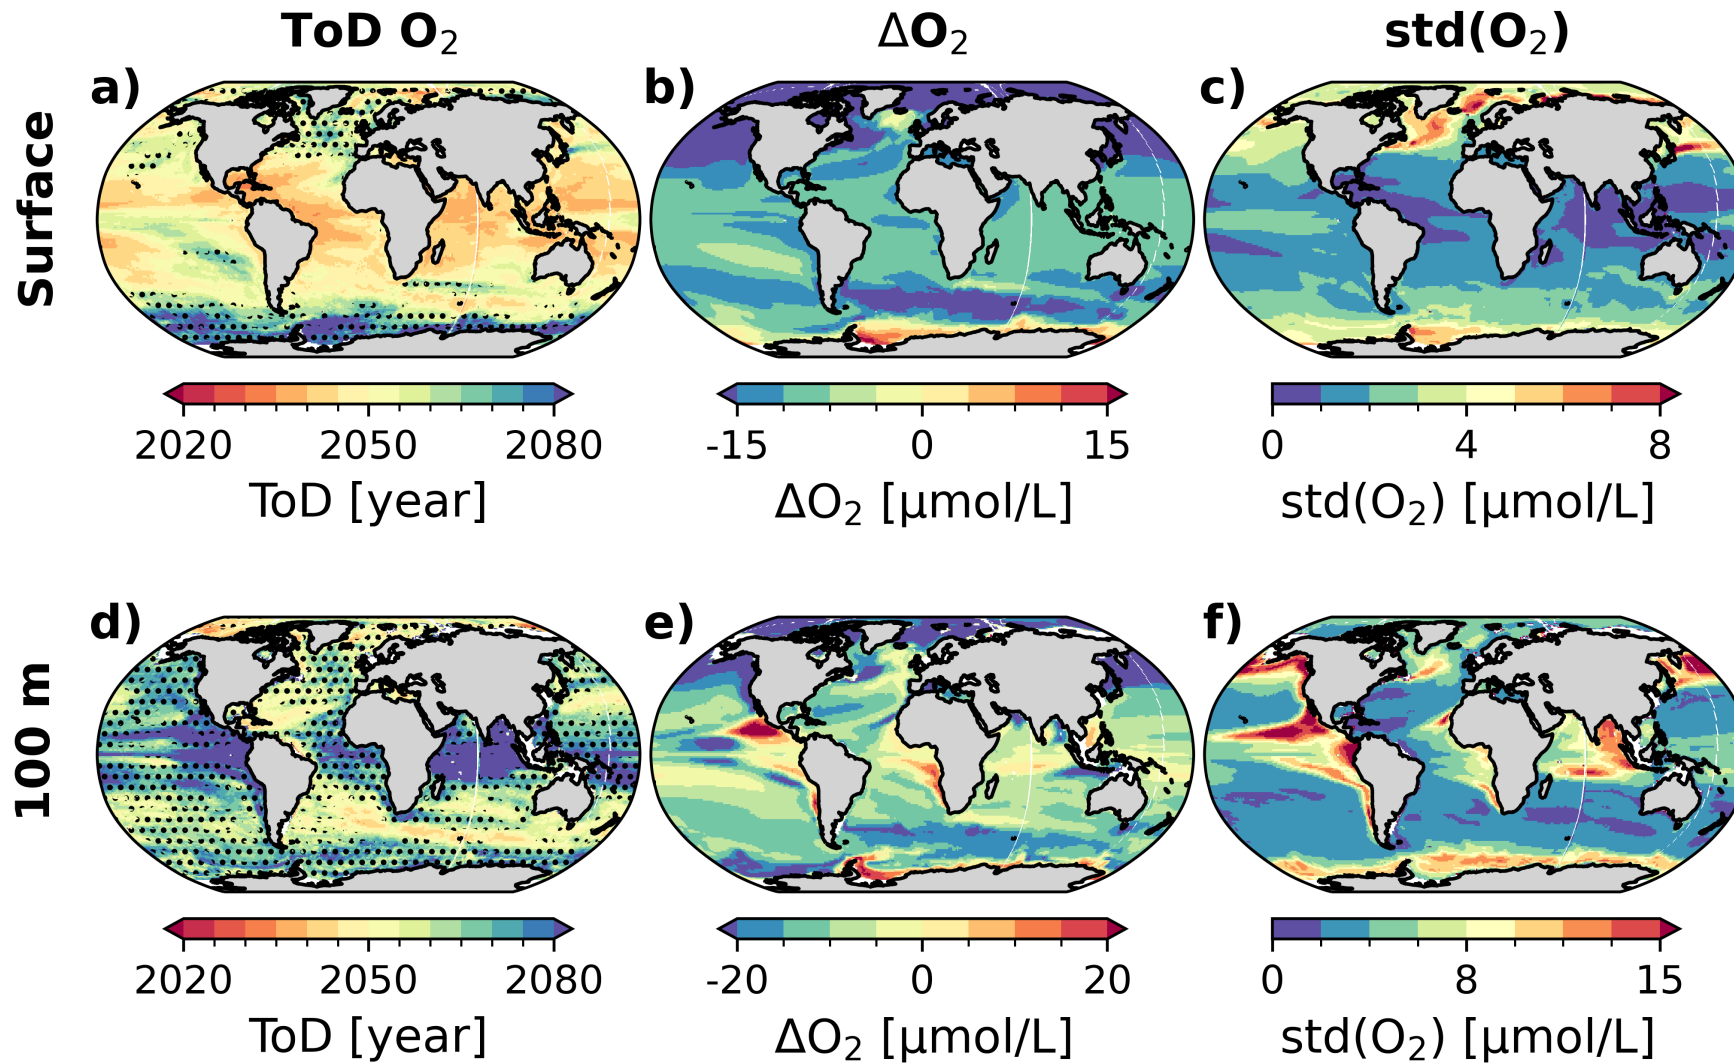 ToD O₂
ΔO₂
std(O₂)
Surface
a)
b)
c)
2020 2050 2080
ToD [year]
-15 0 15
ΔO₂ [µmol/L]
0 4 8
std(O₂) [µmol/L]
100 m
d)
e)
f)
2020 2050 2080
ToD [year]
-20 0 20
ΔO₂ [µmol/L]
0 8 15
std(O₂) [µmol/L]